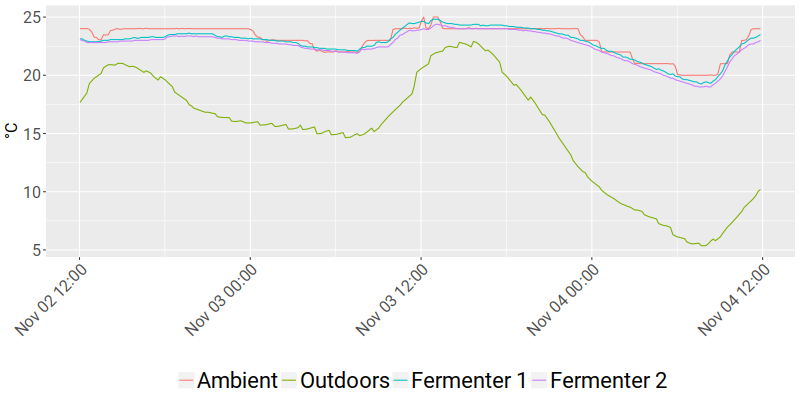 °C
25
20
15
10
5
Nov 02 12:00
Nov 03 00:00
Nov 03 12:00
Nov 04 00:00
Nov 04 12:00
Ambient Outdoors Fermenter 1 Fermenter 2